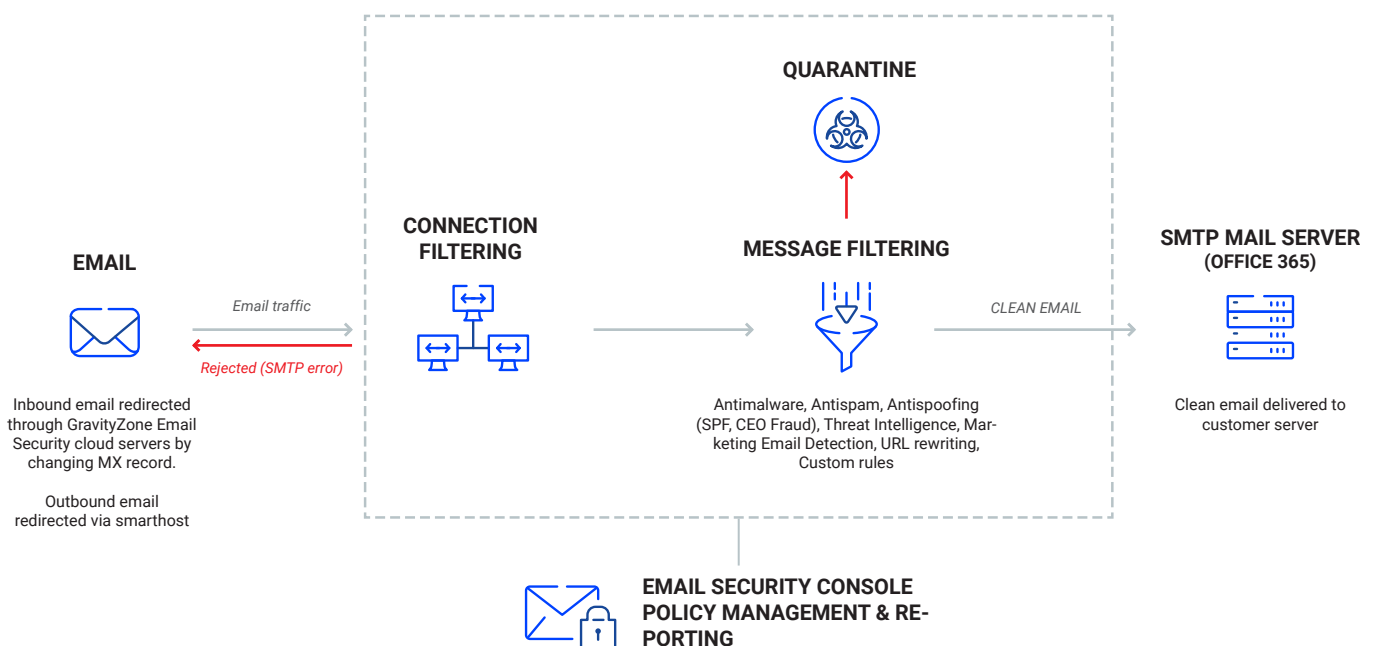 QUARANTINE
CONNECTION
FILTERING
MESSAGE FILTERING
SMTP MAIL SERVER
(OFFICE 365)
EMAIL
Email traffic
CLEAN EMAIL
Rejected (SMTP error)
Inbound email redirected
through GravityZone Email
Security cloud servers by
changing MX record.
Outbound email
redirected via smarthost
Antimalware, Antispam, Antispoofing
(SPF, CEO Fraud), Threat Intelligence, Mar-
keting Email Detection, URL rewriting,
Custom rules
Clean email delivered to
customer server
EMAIL SECURITY CONSOLE
POLICY MANAGEMENT & RE-
PORTING